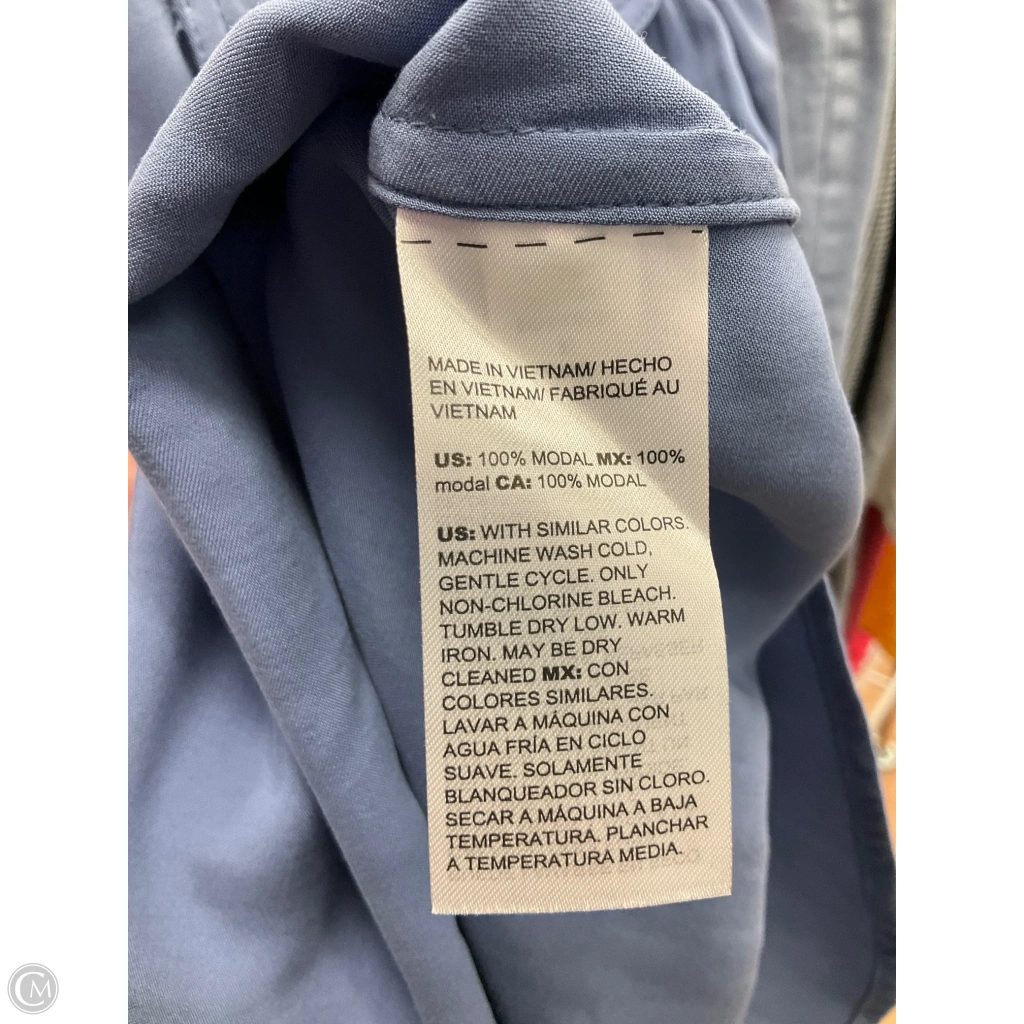 MADE IN VIETNAM/ HECHO
EN VIETNAM/ FABRIQUÉ AU
VIETNAM
US: 100% MODAL MX: 100%
modal CA: 100% MODAL
US: WITH SIMILAR COLORS.
MACHINE WASH COLD,
GENTLE CYCLE. ONLY
NON-CHLORINE BLEACH.
TUMBLE DRY LOW. WARM
IRON. MAY BE DRY
CLEANED MX: CON
COLORES SIMILARES.
LAVAR A MÁQUINA CON
AGUA FRÍA EN CICLO
SUAVE. SOLAMENTE
BLANQUEADOR SIN CLORO.
SECAR A MÁQUINA A BAJA
TEMPERATURA. PLANCHAR
A TEMPERATURA MEDIA.
CM